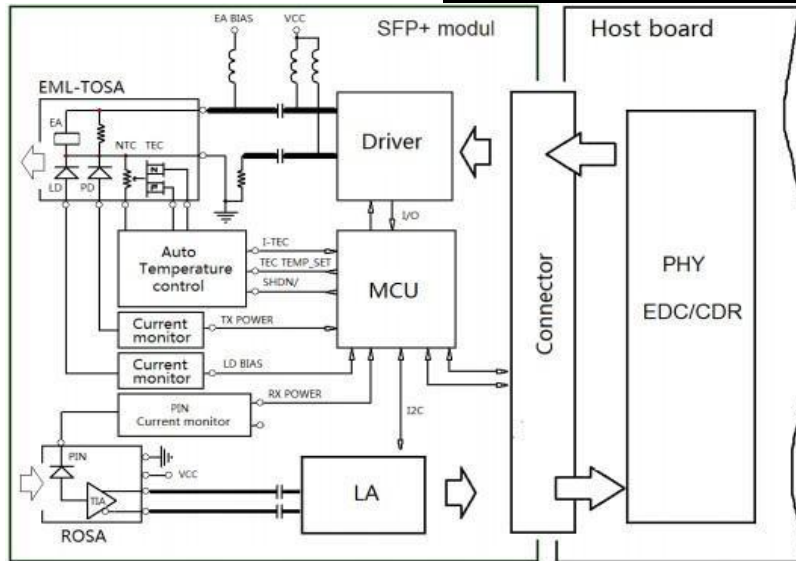 EA BIAS
VCC
SFP+ modul
Host board
EML-TOSA
EA
NTC
TEC
N
P
LD
PD
Driver
I/O
Auto
Temperature
control
I-TEC
TEC TEMP_SET
SHDN/
MCU
Connector
PHY
EDC/CDR
Current
monitor
TX POWER
Current
monitor
LD BIAS
PIN
Current monitor
RX POWER
I2C
PIN
VCC
TIA
ROSA
LA